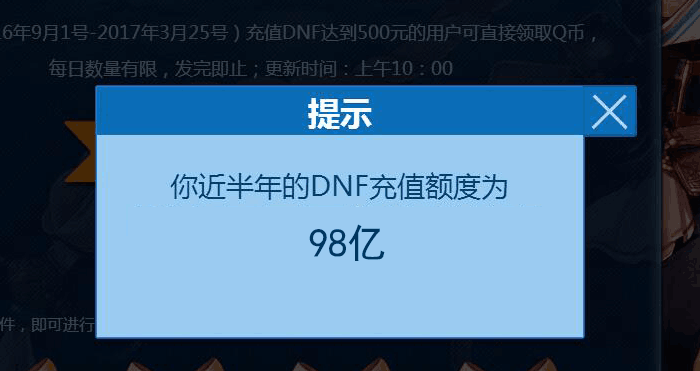 16年9月1号-2017年3月25号）充值DNF达到500元的用户可直接领取Q币，
每日数量有限，发完即止；更新时间：上午10：00
提示
你近半年的DNF充值额度为
98亿
件，即可进行